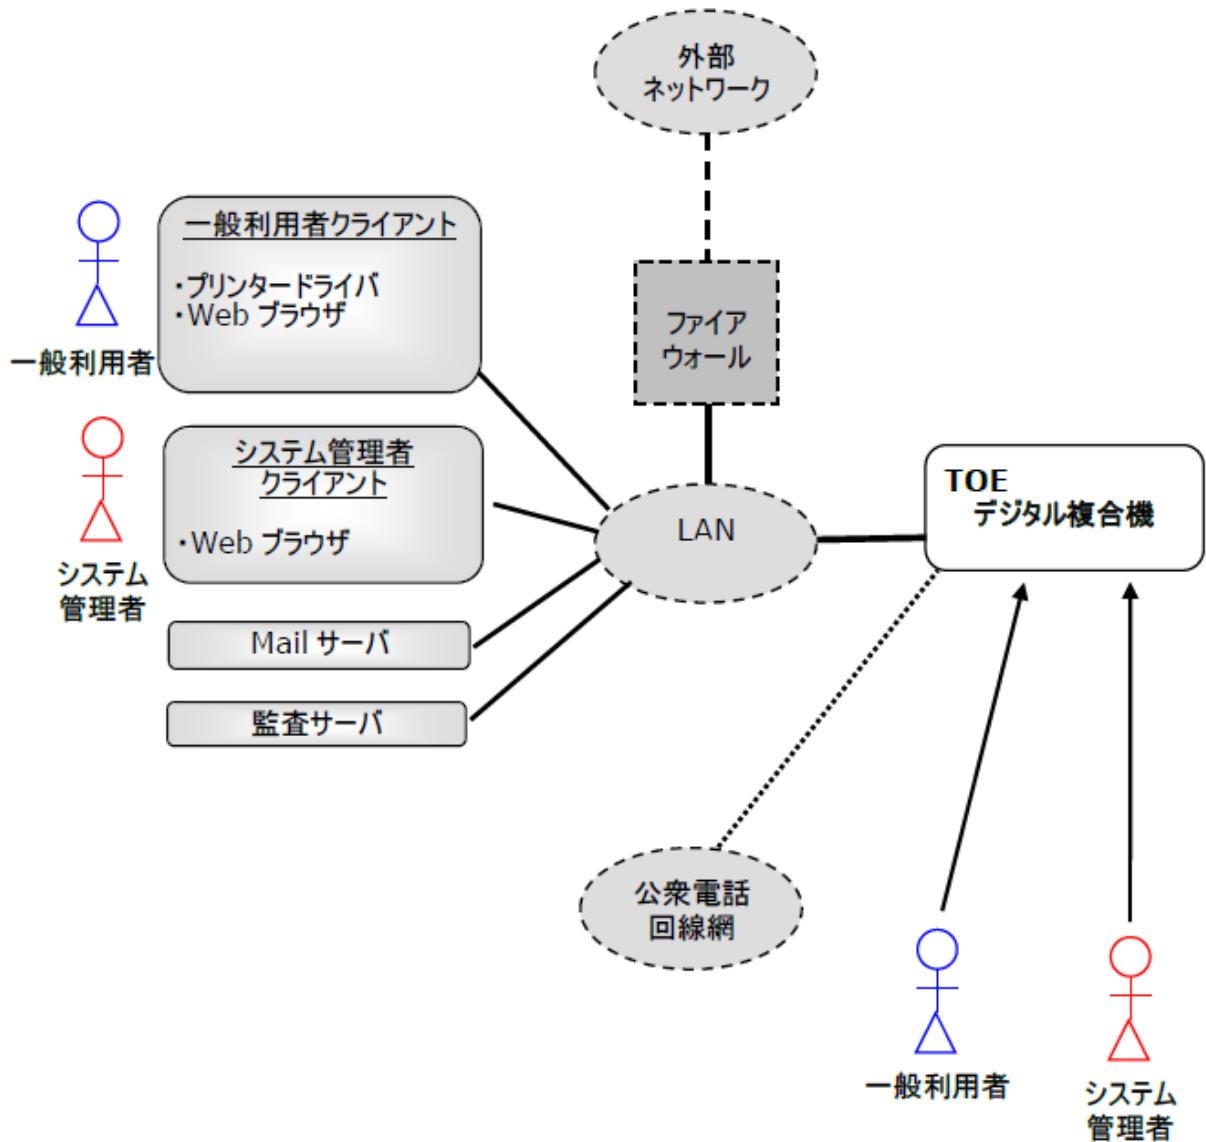 外部
ネットワーク
一般利用者クライアント
・プリンタードライバ
・Web ブラウザ
一般利用者
ファイア
ウォール
システム管理者
クライアント
・Web ブラウザ
システム
管理者
LAN
TOE
デジタル複合機
Mail サーバ
監査サーバ
公衆電話
回線網
一般利用者
システム
管理者